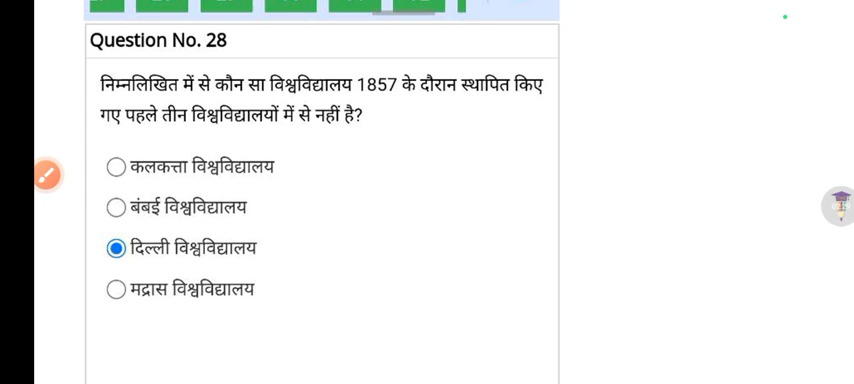 Question No. 28
निम्नलिखित में से कौन सा विश्वविद्यालय 1857 के दौरान स्थापित किए
गए पहले तीन विश्वविद्यालयों में से नहीं है?
कलकत्ता विश्वविद्यालय
बंबई विश्वविद्यालय
दिल्ली विश्वविद्यालय
मद्रास विश्वविद्यालय